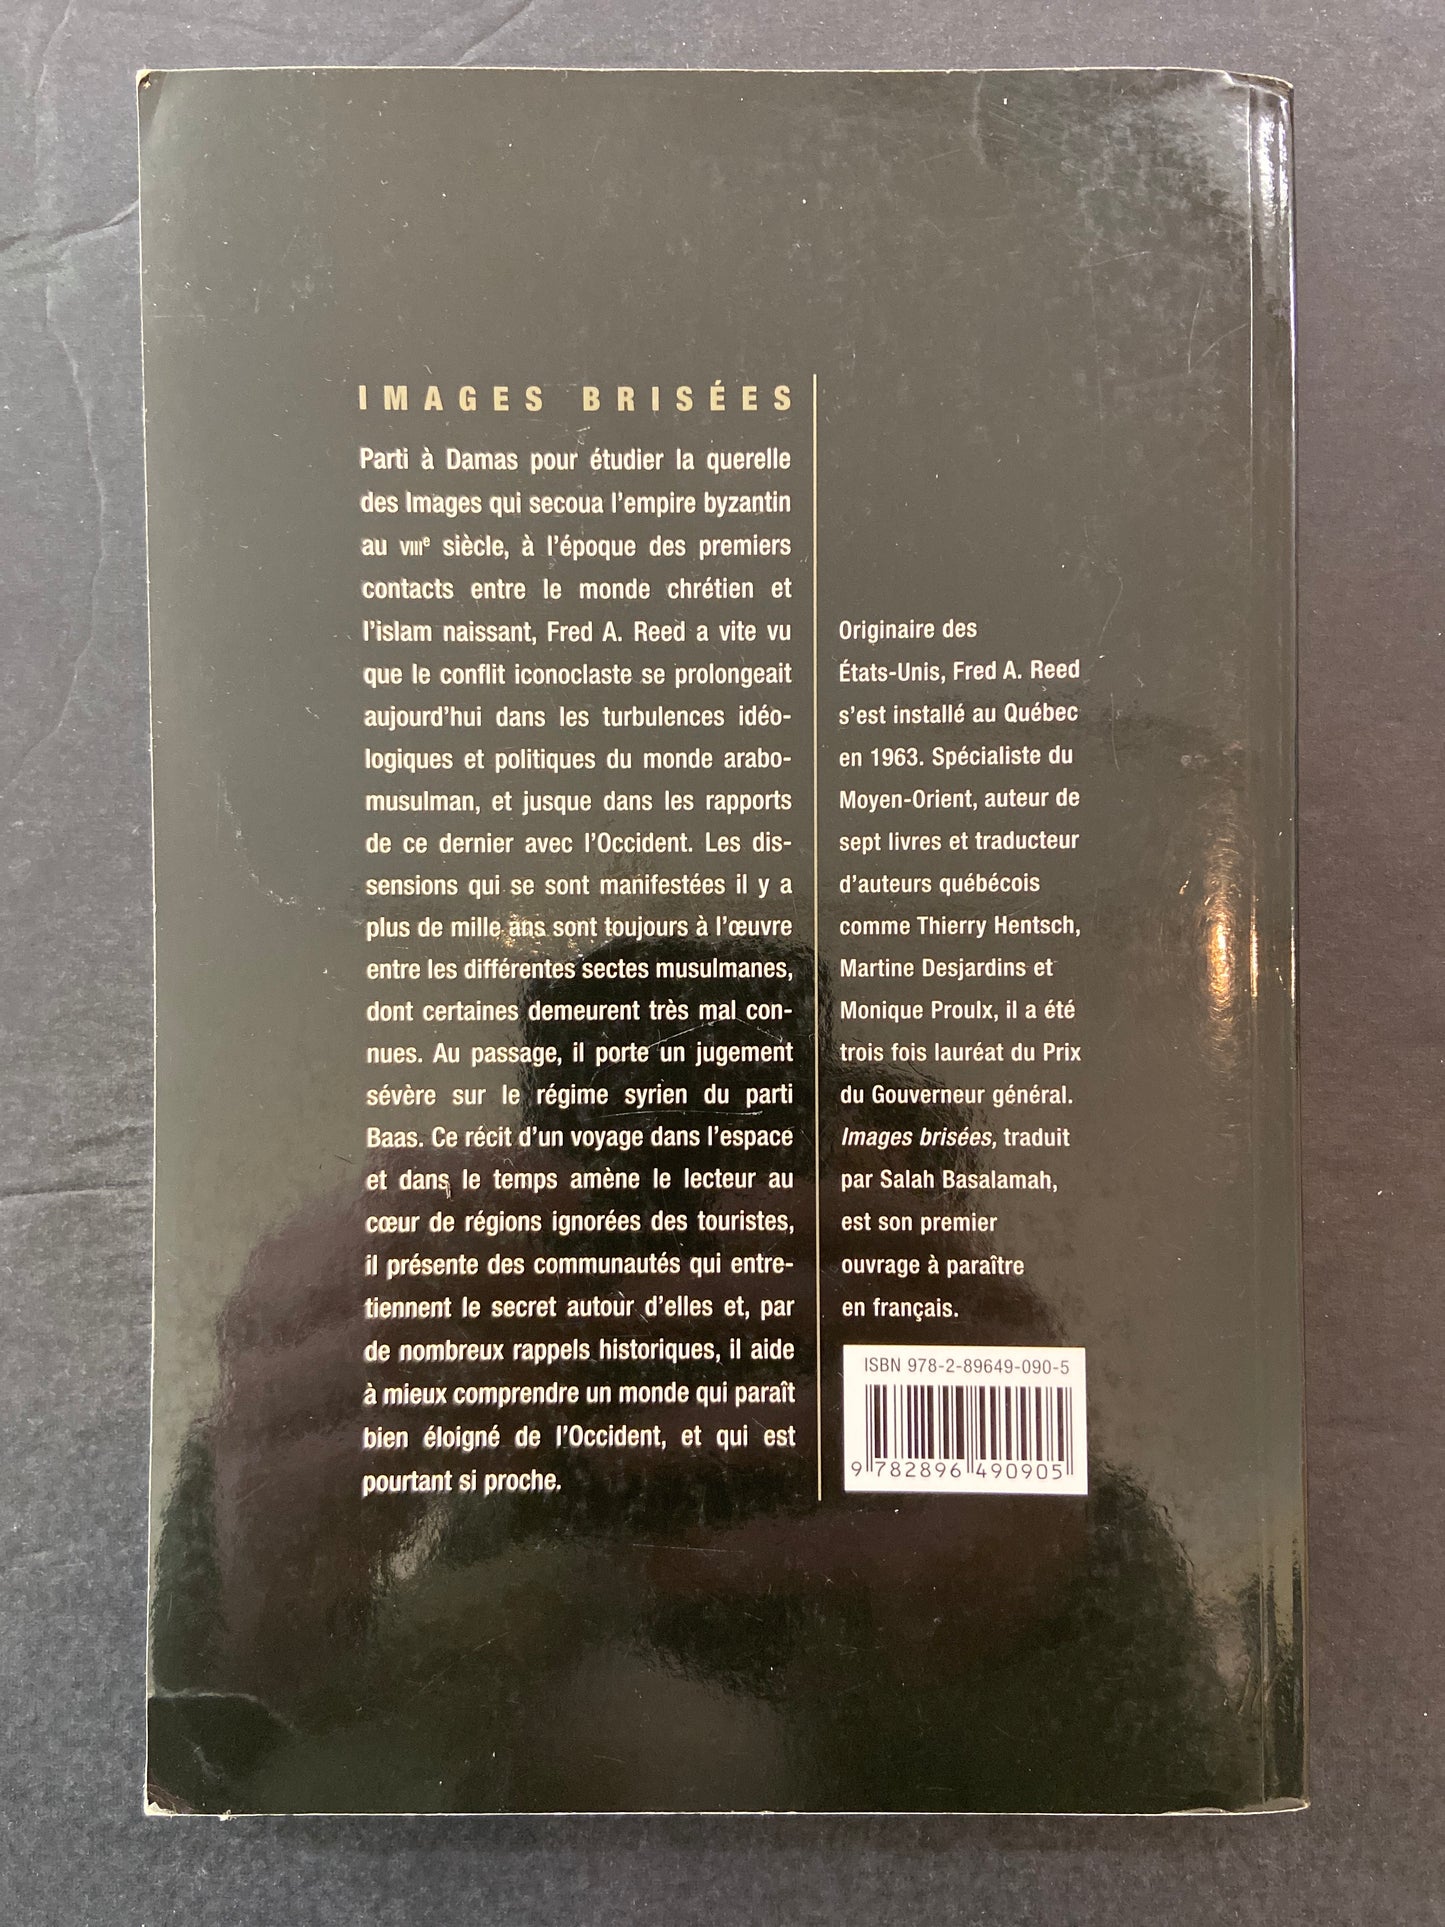 IMAGES BRISÉES
Parti à Damas pour étudier la querelle
des Images qui secoua l'empire byzantin
au VIIIe siècle, à l'époque des premiers
contacts entre le monde chrétien et
l'islam naissant, Fred A. Reed a vite vu
que le conflit iconoclaste se prolongeait
aujourd'hui dans les turbulences idéo-
logiques et politiques du monde arabo-
musulman, et jusque dans les rapports
de ce dernier avec l'Occident. Les dis-
sensions qui se sont manifestées il y a
plus de mille ans sont toujours à l'œuvre
entre les différentes sectes musulmanes,
dont certaines demeurent très mal con-
nues. Au passage, il porte un jugement
sévère sur le régime syrien du parti
Baas. Ce récit d'un voyage dans l'espace
et dans le temps amène le lecteur au
cœur de régions ignorées des touristes,
il présente des communautés qui entre-
tiennent le secret autour d'elles et, par
de nombreux rappels historiques, il aide
à mieux comprendre un monde qui paraît
bien éloigné de l'Occident, et qui est
pourtant si proche.
Originaire des
États-Unis, Fred A. Reed
s'est installé au Québec
en 1963. Spécialiste du
Moyen-Orient, auteur de
sept livres et traducteur
d'auteurs québécois
comme Thierry Hentsch,
Martine Desjardins et
Monique Proulx, il a été
trois fois lauréat du Prix
du Gouverneur général.
Images brisées, traduit
par Salah Basalamah,
est son premier
ouvrage à paraître
en français.
ISBN 978-2-89649-090-5
9 782896 490905